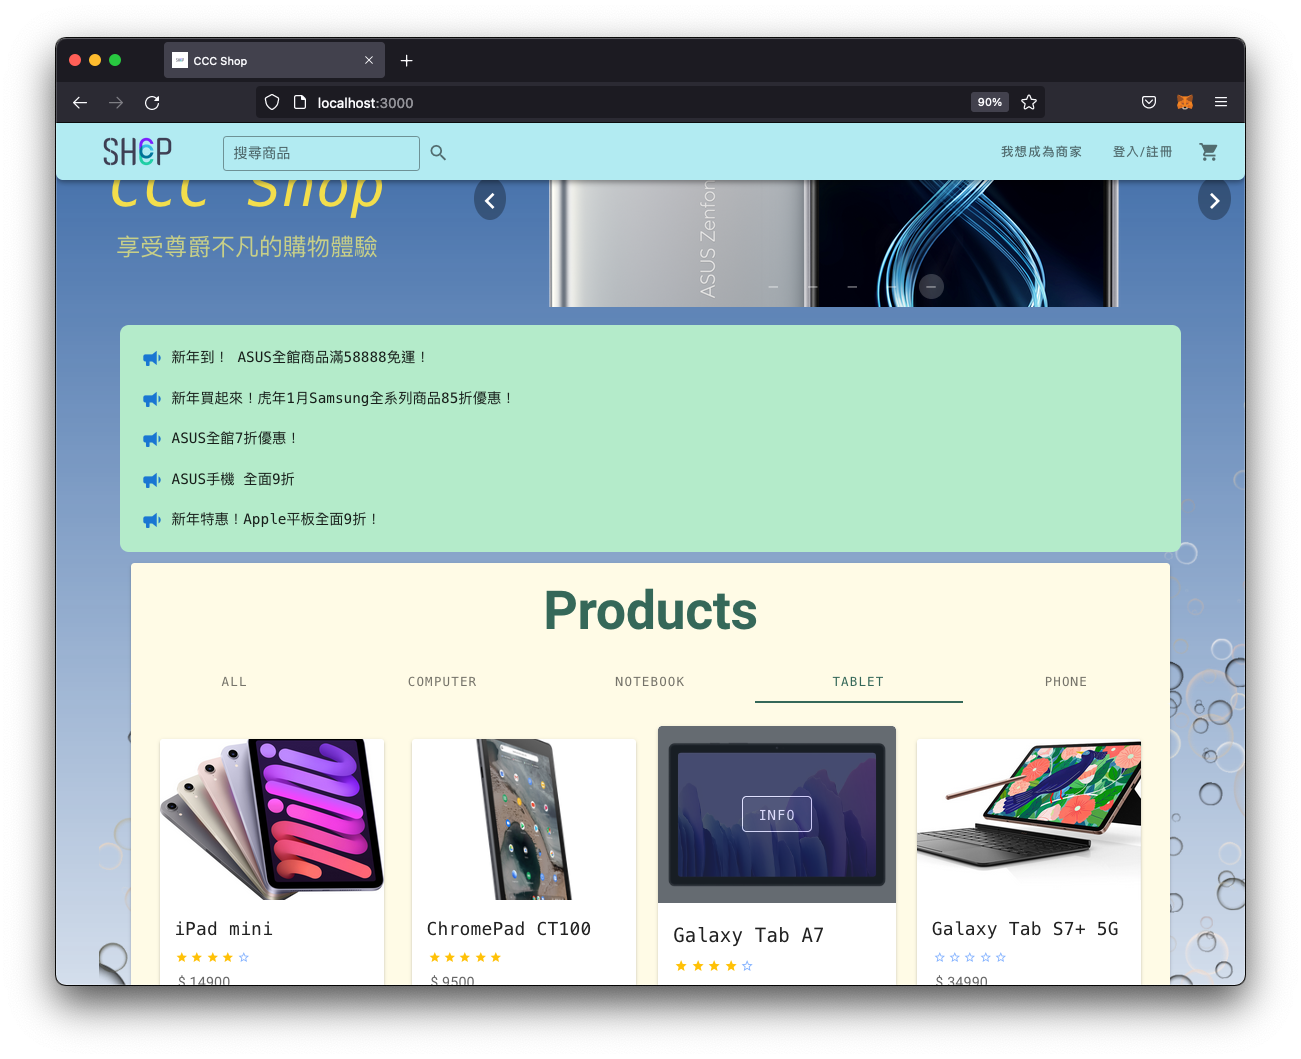 CCC Shop
localhost:3000
90%
SHCCP
搜尋商品
我想成為商家
登入/註冊
CCC Shop
享受尊爵不凡的購物體驗
ASUS Zenfon
新年到！ ASUS全館商品滿58888免運！
新年買起來！虎年1月Samsung全系列商品85折優惠！
ASUS全館7折優惠！
ASUS手機 全面9折
新年特惠！Apple平板全面9折！
Products
ALL
COMPUTER
NOTEBOOK
TABLET
PHONE
INFO
iPad mini
ChromePad CT100
Galaxy Tab A7
Galaxy Tab S7+ 5G
$ 14900
$ 9500
$ 34990